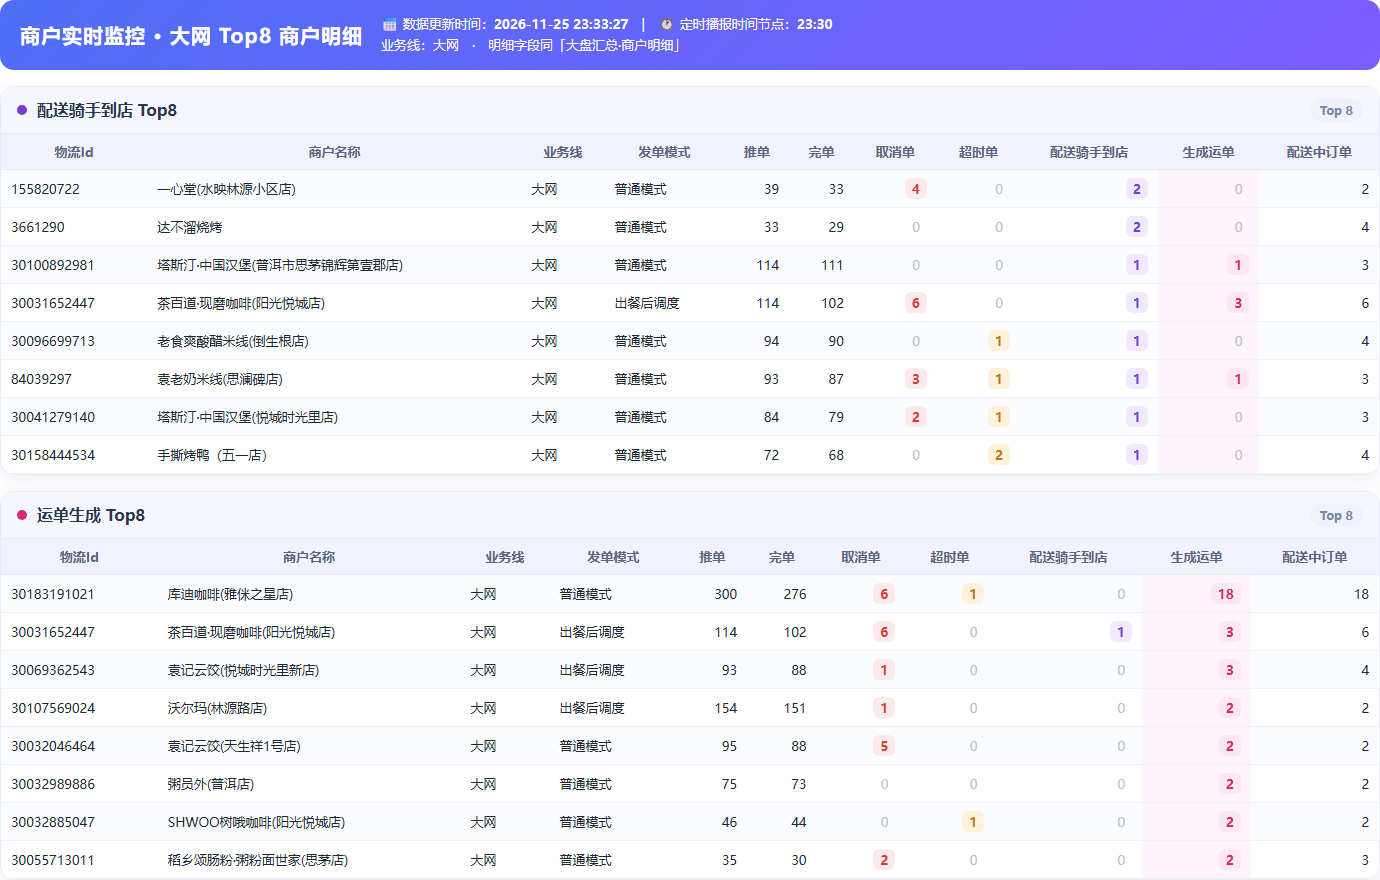 商户实时监控 • 大网 Top8 商户明细
数据更新时间：2026-11-25 23:33:27 | 定时播报时间节点：23:30
业务线：大网 · 明细字段同「大盘汇总·商户明细」
配送骑手到店 Top8 Top 8
物流Id 商户名称 业务线 发单模式 推单 完单 取消单 超时单 配送骑手到店 生成运单 配送中订单
155820722 一心堂(水映林源小区店) 大网 普通模式 39 33 4 0 2 0 2
3661290 达不溜烧烤 大网 普通模式 33 29 0 0 2 0 4
30100892981 塔斯汀·中国汉堡(普洱市思茅锦辉第壹郡店) 大网 普通模式 114 111 0 0 1 1 3
30031652447 茶百道·现磨咖啡(阳光悦城店) 大网 出餐后调度 114 102 6 0 1 3 6
30096699713 老食爽酸醋米线(倒生根店) 大网 普通模式 94 90 0 1 1 0 4
84039297 袁老奶米线(思澜碑店) 大网 普通模式 93 87 3 1 1 1 3
30041279140 塔斯汀·中国汉堡(悦城时光里店) 大网 普通模式 84 79 2 1 1 0 3
30158444534 手撕烤鸭（五一店） 大网 普通模式 72 68 0 2 1 0 4
运单生成 Top8 Top 8
物流Id 商户名称 业务线 发单模式 推单 完单 取消单 超时单 配送骑手到店 生成运单 配送中订单
30183191021 库迪咖啡(雅俫之星店) 大网 普通模式 300 276 6 1 0 18 18
30031652447 茶百道·现磨咖啡(阳光悦城店) 大网 出餐后调度 114 102 6 0 1 3 6
30069362543 袁记云饺(悦城时光里新店) 大网 出餐后调度 93 88 1 0 0 3 4
30107569024 沃尔玛(林源路店) 大网 出餐后调度 154 151 1 0 0 2 2
30032046464 袁记云饺(天生祥1号店) 大网 普通模式 95 88 5 0 0 2 2
30032989886 粥员外(普洱店) 大网 普通模式 75 73 0 0 0 2 2
30032885047 SHWOO树哦咖啡(阳光悦城店) 大网 普通模式 46 44 0 1 0 2 2
30055713011 稻乡颂肠粉·粥粉面世家(思茅店) 大网 普通模式 35 30 2 0 0 2 3